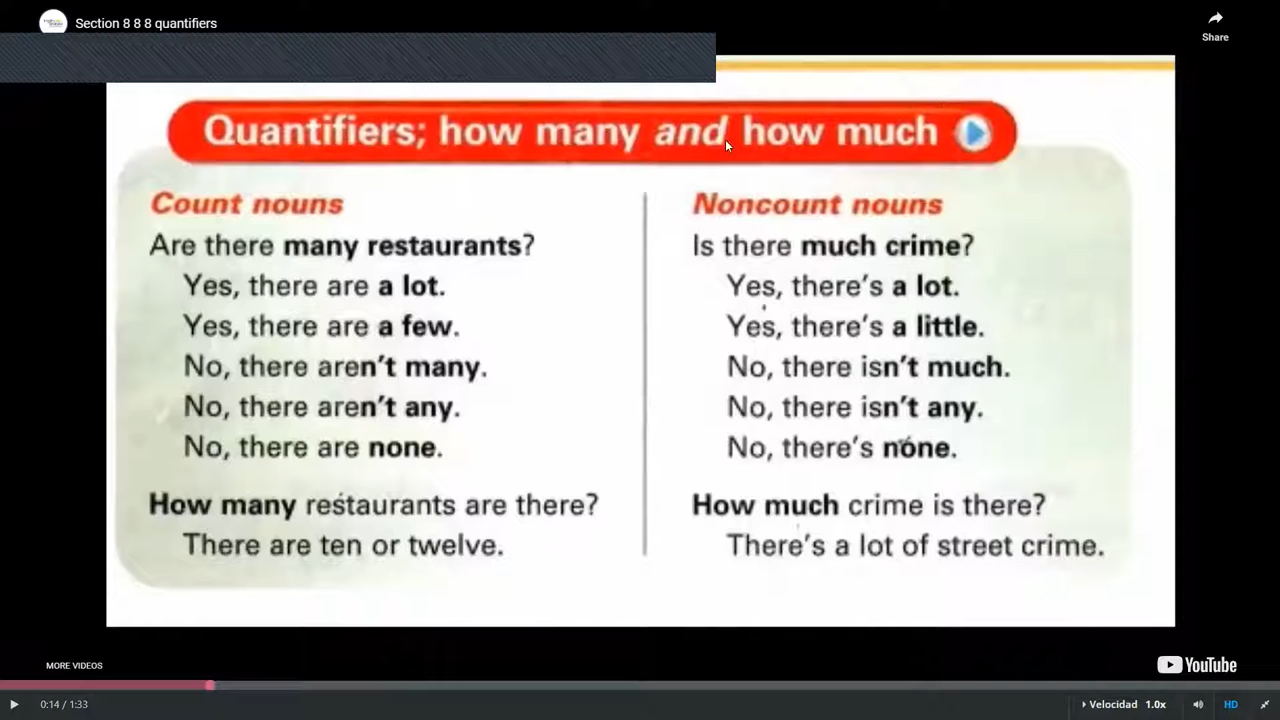 Section 8 8 8 quantifiers
Share
Quantifiers; how many and how much
Count nouns
Are there many restaurants?
Yes, there are a lot.
Yes, there are a few.
No, there aren't many.
No, there aren't any.
No, there are none.
How many restaurants are there?
There are ten or twelve.
Noncount nouns
Is there much crime?
Yes, there's a lot.
Yes, there's a little.
No, there isn't much.
No, there isn't any.
No, there's none.
How much crime is there?
There's a lot of street crime.
MORE VIDEOS
YouTube
0:14 / 1:33
Velocidad 1.0x
HD